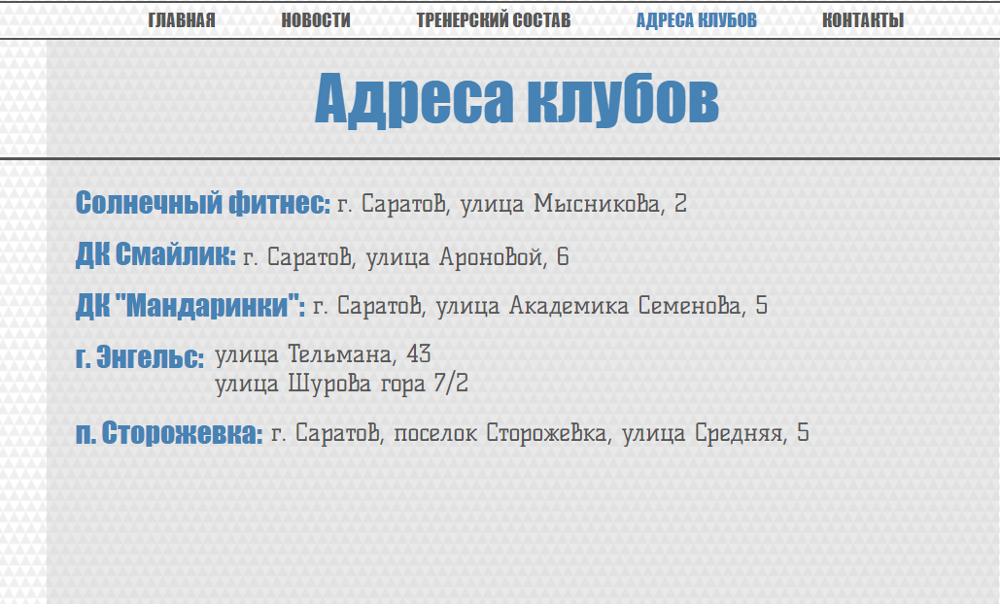 ГЛАВНАЯ НОВОСТИ ТРЕНЕРСКИЙ СОСТАВ АДРЕСА КЛУБОВ КОНТАКТЫ
Адреса клубов
Солнечный фитнес: г. Саратов, улица Мысникова, 2
ДК Смайлик: г. Саратов, улица Ароновой, 6
ДК "Мандаринки": г. Саратов, улица Академика Семенова, 5
г. Энгельс: улица Тельмана, 43
улица Шурова гора 7/2
п. Сторожевка: г. Саратов, поселок Сторожевка, улица Средняя, 5